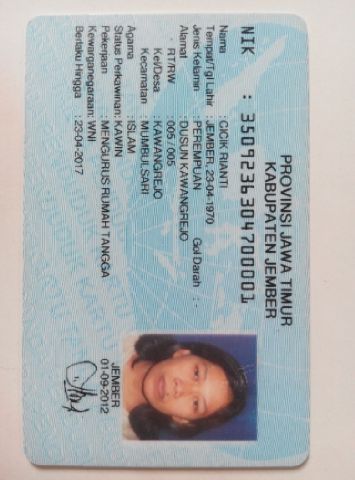 PROVINSI JAWA TIMUR
KABUPATEN JEMBER
NIK : 3509236304700001
Nama : CICIK RIANTI
Tempat/Tgl Lahir : JEMBER, 23-04-1970
Jenis Kelamin : PEREMPUAN Gol Darah : -
Alamat : DUSUN KAWANGREJO
RT/RW : 005 / 005
Kel/Desa : KAWANGREJO
Kecamatan : MUMBULSARI
Agama : ISLAM
Status Perkawinan: KAWIN
Pekerjaan : MENGURUS RUMAH TANGGA
Kewarganegaraan: WNI
Berlaku Hingga : 23-04-2017
JEMBER
01-09-2012